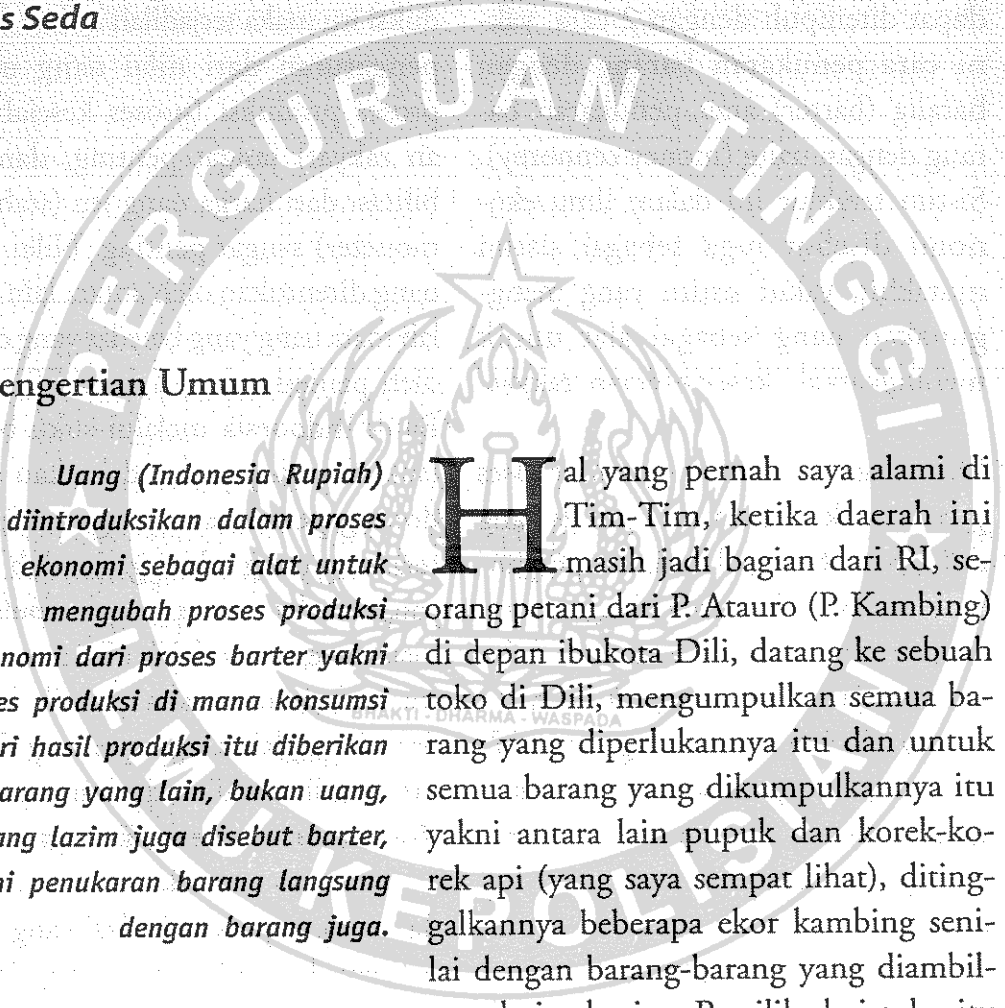 s Seda
PERGURUAN TINGGI
ILMU KEPOLISIAN
BHAKTI - DHARMA - WASPADA
engertian Umum
Uang (Indonesia Rupiah)
diintroduksikan dalam proses
ekonomi sebagai alat untuk
mengubah proses produksi
nomi dari proses barter yakni
es produksi di mana konsumsi
ri hasil produksi itu diberikan
arang yang lain, bukan uang,
ang lazim juga disebut barter,
ni penukaran barang langsung
dengan barang juga.
Hal yang pernah saya alami di
Tim-Tim, ketika daerah ini
masih jadi bagian dari RI, se-
orang petani dari P. Atauro (P. Kambing)
di depan ibukota Dili, datang ke sebuah
toko di Dili, mengumpulkan semua ba-
rang yang diperlukannya itu dan untuk
semua barang yang dikumpulkannya itu
yakni antara lain pupuk dan korek-ko-
rek api (yang saya sempat lihat), diting-
galkannya beberapa ekor kambing seni-
lai dengan barang-barang yang diambil-